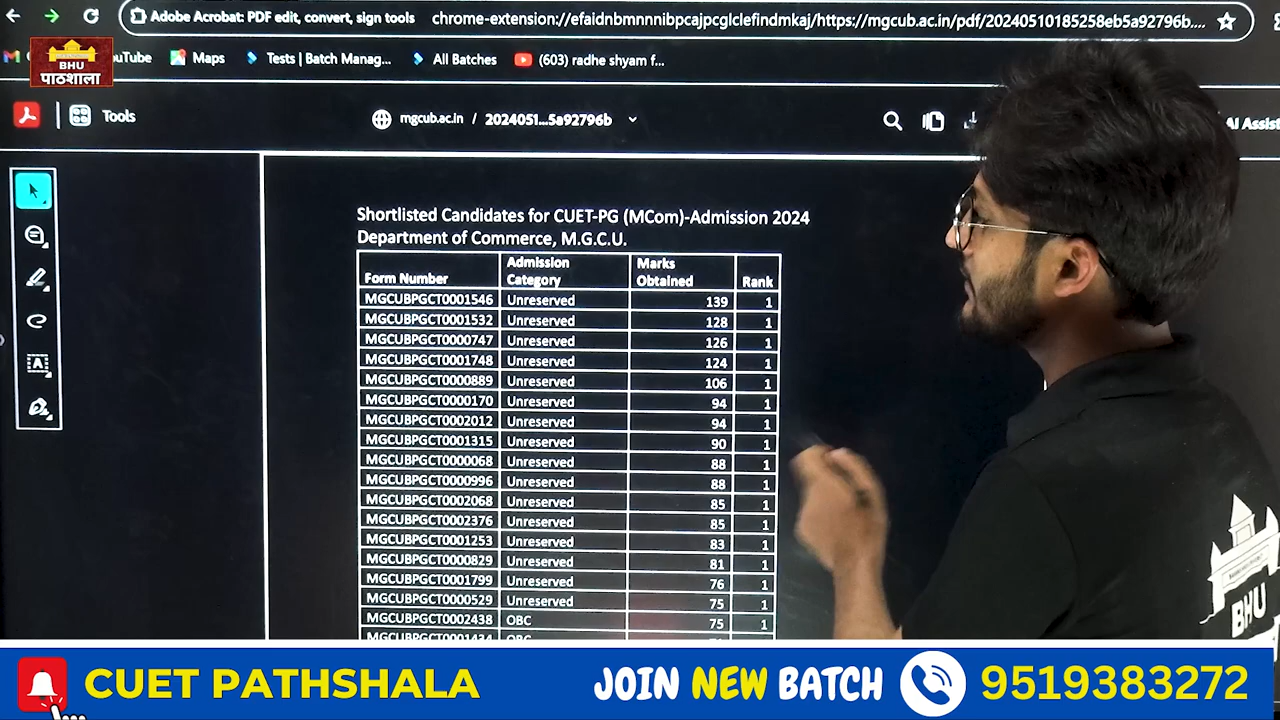 Adobe Acrobat: PDF edit, convert, sign tools chrome-extension://efaidnbmnnnibpcajpcglclefindmkaj/https://mgcub.ac.in/pdf/20240510185258eb5a92796b....
BHU
पाठशाला
uTube Maps Tests | Batch Manag... All Batches (603) radhe shyam f...
Tools mgcub.ac.in / 2024051...5a92796b AI Assist
Shortlisted Candidates for CUET-PG (MCom)-Admission 2024
Department of Commerce, M.G.C.U.
Form Number Admission Category Marks Obtained Rank
MGCUBPGCT0001546 Unreserved 139 1
MGCUBPGCT0001532 Unreserved 128 1
MGCUBPGCT0000747 Unreserved 126 1
MGCUBPGCT0001748 Unreserved 124 1
MGCUBPGCT0000889 Unreserved 106 1
MGCUBPGCT0000170 Unreserved 94 1
MGCUBPGCT0002012 Unreserved 94 1
MGCUBPGCT0001315 Unreserved 90 1
MGCUBPGCT0000068 Unreserved 88 1
MGCUBPGCT0000996 Unreserved 88 1
MGCUBPGCT0002068 Unreserved 85 1
MGCUBPGCT0002376 Unreserved 85 1
MGCUBPGCT0001253 Unreserved 83 1
MGCUBPGCT0000829 Unreserved 81 1
MGCUBPGCT0001799 Unreserved 76 1
MGCUBPGCT0000529 Unreserved 75 1
MGCUBPGCT0002438 OBC 75 1
BHU
CUET PATHSHALA JOIN NEW BATCH 9519383272